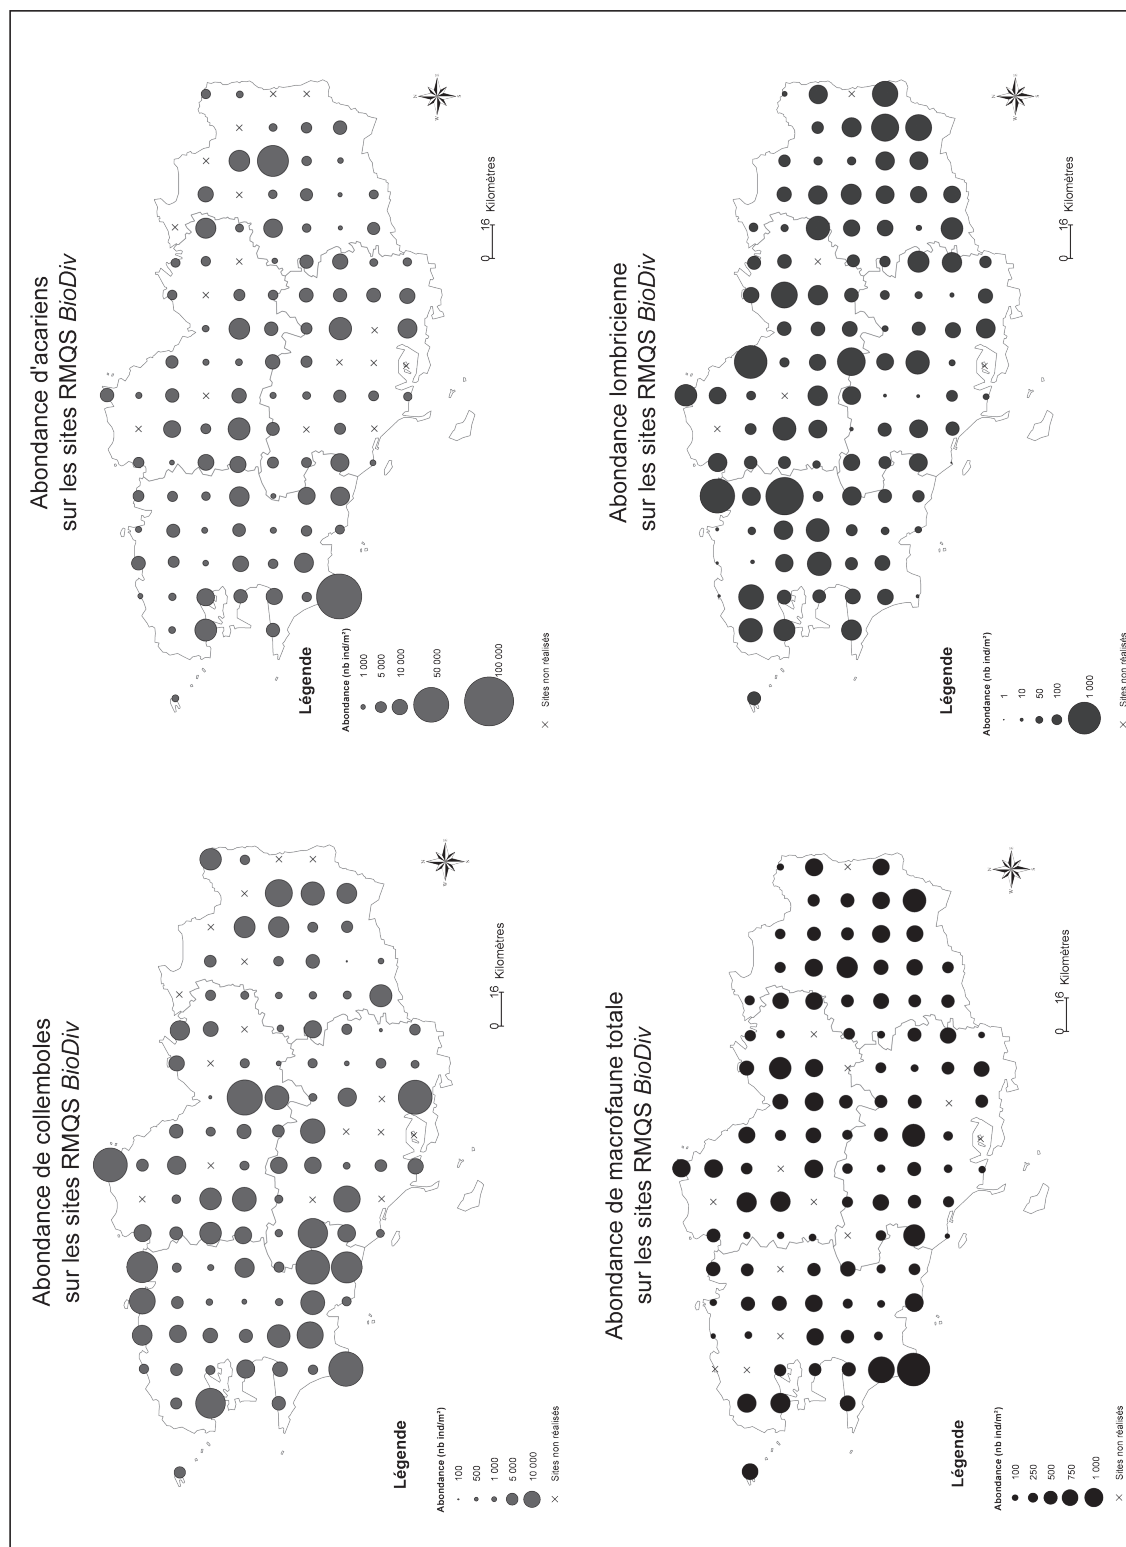 Abondance de collemboles
sur les sites RMQS BioDiv
0 16 Kilomètres
Légende
Abondance (nb ind/m²)
100
500
1 000
5 000
10 000
Sites non réalisés
Abondance d'acariens
sur les sites RMQS BioDiv
0 16 Kilomètres
Légende
Abondance (nb ind/m²)
1 000
5 000
10 000
50 000
100 000
Sites non réalisés
Abondance de macrofaune totale
sur les sites RMQS BioDiv
0 16 Kilomètres
Légende
Abondance (nb ind/m²)
100
250
500
750
1 000
Sites non réalisés
Abondance lombricienne
sur les sites RMQS BioDiv
0 16 Kilomètres
Légende
Abondance (nb ind/m²)
1
10
50
100
1 000
Sites non réalisés